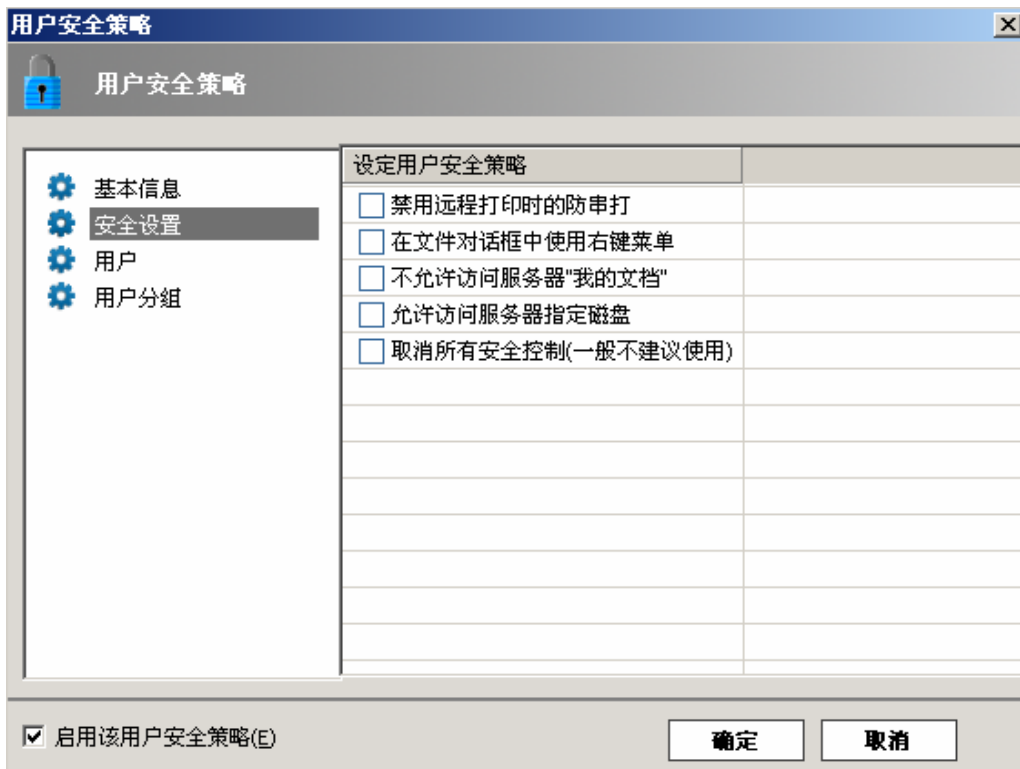 用户安全策略
用户安全策略
基本信息
安全设置
用户
用户分组
设定用户安全策略
禁用远程打印时的防串打
在文件对话框中使用右键菜单
不允许访问服务器"我的文档"
允许访问服务器指定磁盘
取消所有安全控制(一般不建议使用)
启用该用户安全策略(E)
确定
取消